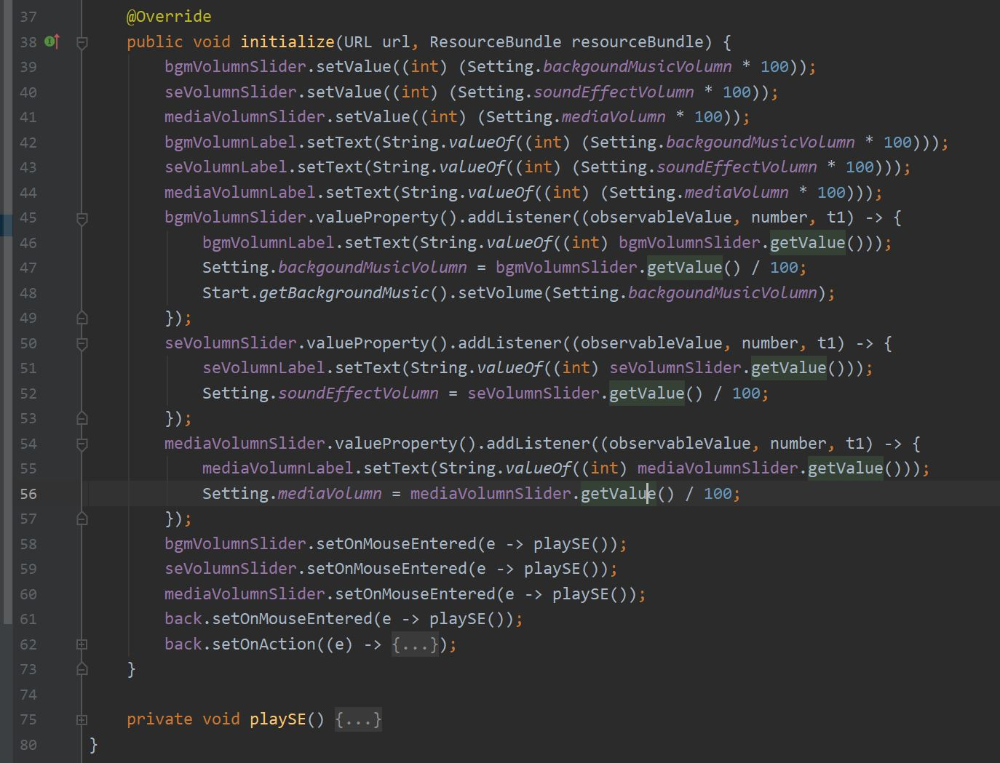 37 @Override
38 public void initialize(URL url, ResourceBundle resourceBundle) {
39 bgmVolumnSlider.setValue((int) (Setting.backgoundMusicVolumn * 100));
40 seVolumnSlider.setValue((int) (Setting.soundEffectVolumn * 100));
41 mediaVolumnSlider.setValue((int) (Setting.mediaVolumn * 100));
42 bgmVolumnLabel.setText(String.valueOf((int) (Setting.backgoundMusicVolumn * 100)));
43 seVolumnLabel.setText(String.valueOf((int) (Setting.soundEffectVolumn * 100)));
44 mediaVolumnLabel.setText(String.valueOf((int) (Setting.mediaVolumn * 100)));
45 bgmVolumnSlider.valueProperty().addListener((observableValue, number, t1) -> {
46 bgmVolumnLabel.setText(String.valueOf((int) bgmVolumnSlider.getValue()));
47 Setting.backgoundMusicVolumn = bgmVolumnSlider.getValue() / 100;
48 Start.getBackgroundMusic().setVolume(Setting.backgoundMusicVolumn);
49 });
50 seVolumnSlider.valueProperty().addListener((observableValue, number, t1) -> {
51 seVolumnLabel.setText(String.valueOf((int) seVolumnSlider.getValue()));
52 Setting.soundEffectVolumn = seVolumnSlider.getValue() / 100;
53 });
54 mediaVolumnSlider.valueProperty().addListener((observableValue, number, t1) -> {
55 mediaVolumnLabel.setText(String.valueOf((int) mediaVolumnSlider.getValue()));
56 Setting.mediaVolumn = mediaVolumnSlider.getValue() / 100;
57 });
58 bgmVolumnSlider.setOnMouseEntered(e -> playSE());
59 seVolumnSlider.setOnMouseEntered(e -> playSE());
60 mediaVolumnSlider.setOnMouseEntered(e -> playSE());
61 back.setOnMouseEntered(e -> playSE());
62 back.setOnAction((e) -> {...});
73 }
74
75 private void playSE() {...}
80 }